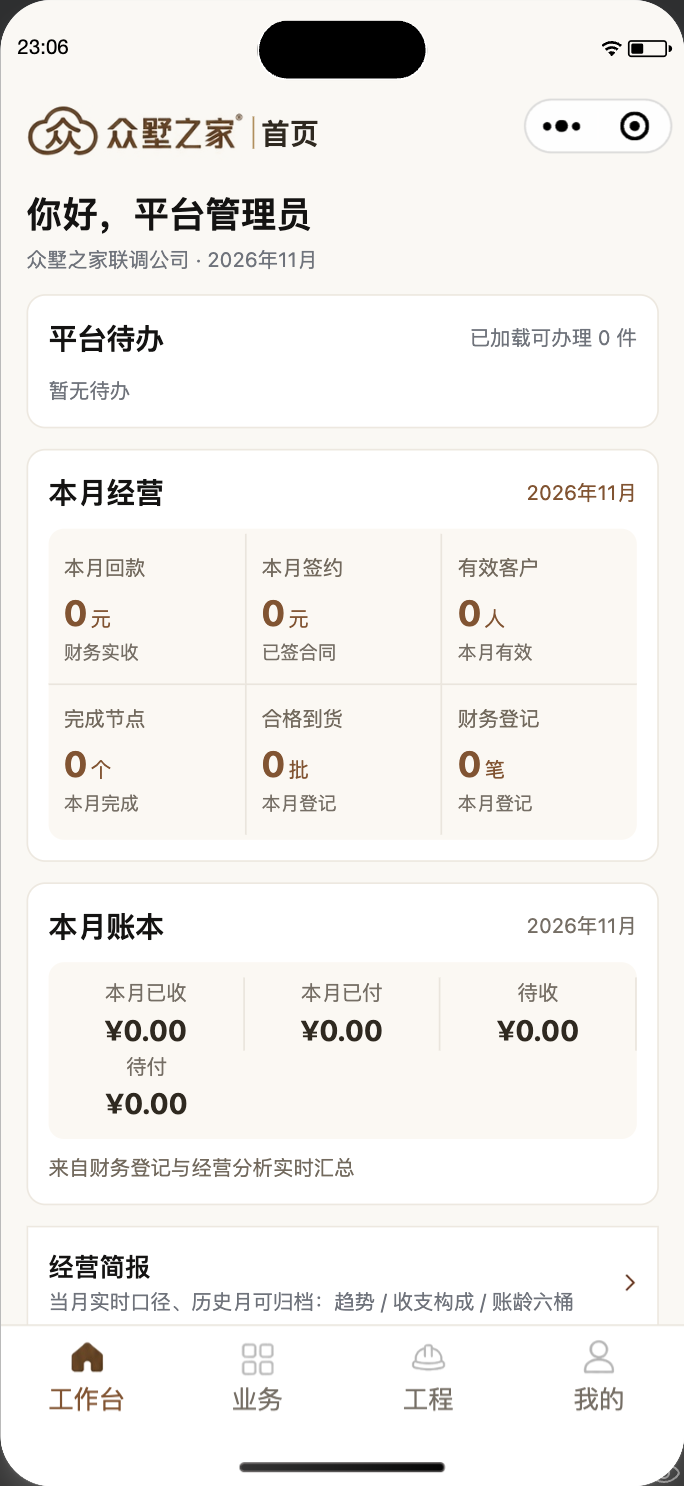 23:06
众墅之家® 首页
你好，平台管理员
众墅之家联调公司 · 2026年11月
平台待办 已加载可办理 0 件
暂无待办
本月经营 2026年11月
本月回款 本月签约 有效客户
0元 0元 0人
财务实收 已签合同 本月有效
完成节点 合格到货 财务登记
0个 0批 0笔
本月完成 本月登记 本月登记
本月账本 2026年11月
本月已收 本月已付 待收
¥0.00 ¥0.00 ¥0.00
待付
¥0.00
来自财务登记与经营分析实时汇总
经营简报
当月实时口径、历史月可归档：趋势 / 收支构成 / 账龄六桶
工作台 业务 工程 我的